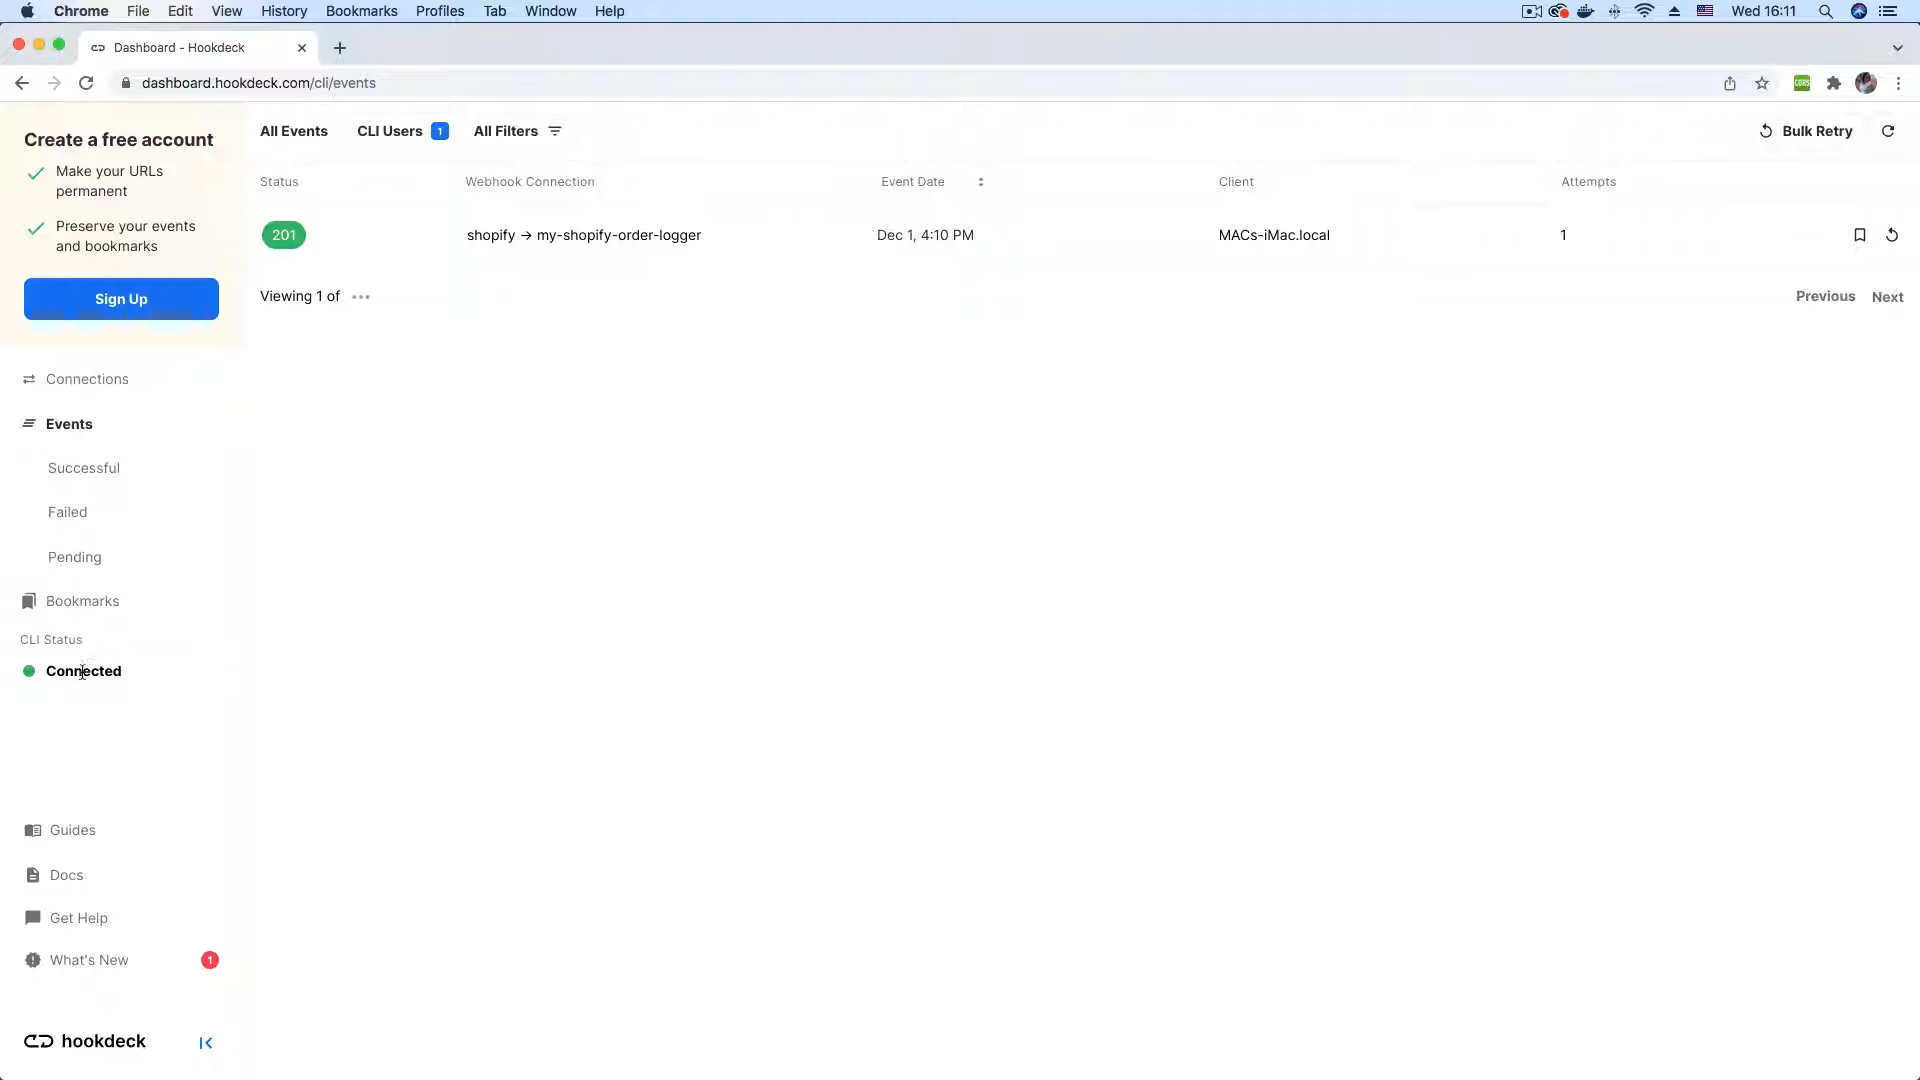 Chrome File Edit View History Bookmarks Profiles Tab Window Help Wed 16:11
Dashboard - Hookdeck
dashboard.hookdeck.com/cli/events
CORS
Create a free account
Make your URLs
permanent
Preserve your events
and bookmarks
Sign Up
Connections
Events
Successful
Failed
Pending
Bookmarks
CLI Status
Connected
Guides
Docs
Get Help
What's New 1
hookdeck
All Events CLI Users 1 All Filters Bulk Retry
Status Webhook Connection Event Date Client Attempts
201 shopify → my-shopify-order-logger Dec 1, 4:10 PM MACs-iMac.local 1
Viewing 1 of ••• Previous Next